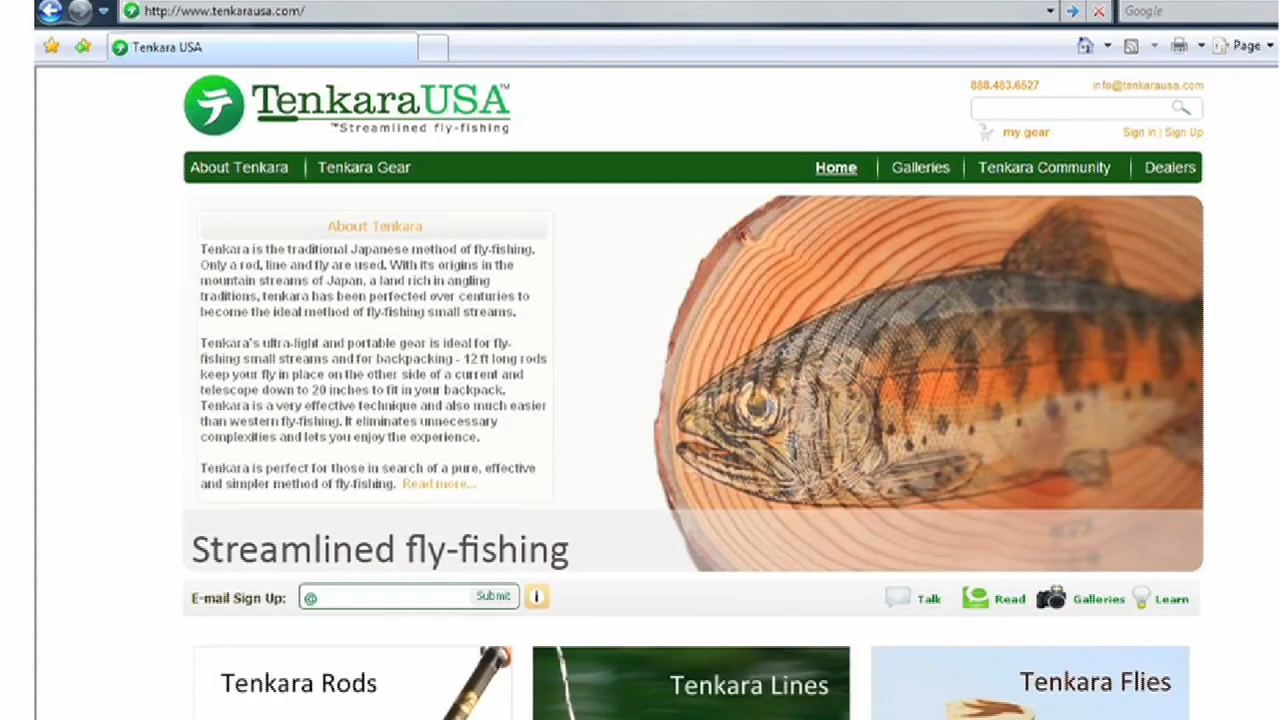 http://www.tenkarausa.com/
Google
Tenkara USA
Page
TenkaraUSA™
™Streamlined fly-fishing
888.483.6527
info@tenkarausa.com
my gear
Sign In | Sign Up
About Tenkara
Tenkara Gear
Home
Galleries
Tenkara Community
Dealers
About Tenkara
Tenkara is the traditional Japanese method of fly-fishing.
Only a rod, line and fly are used. With its origins in the
mountain streams of Japan, a land rich in angling
traditions, tenkara has been perfected over centuries to
become the ideal method of fly-fishing small streams.
Tenkara's ultra-light and portable gear is ideal for fly-
fishing small streams and for backpacking - 12 ft long rods
keep your fly in place on the other side of a current and
telescope down to 20 inches to fit in your backpack.
Tenkara is a very effective technique and also much easier
than western fly-fishing. It eliminates unnecessary
complexities and lets you enjoy the experience.
Tenkara is perfect for those in search of a pure, effective
and simpler method of fly-fishing. Read more...
Streamlined fly-fishing
E-mail Sign Up:
@
Submit
i
Talk
Read
Galleries
Learn
Tenkara Rods
Tenkara Lines
Tenkara Flies